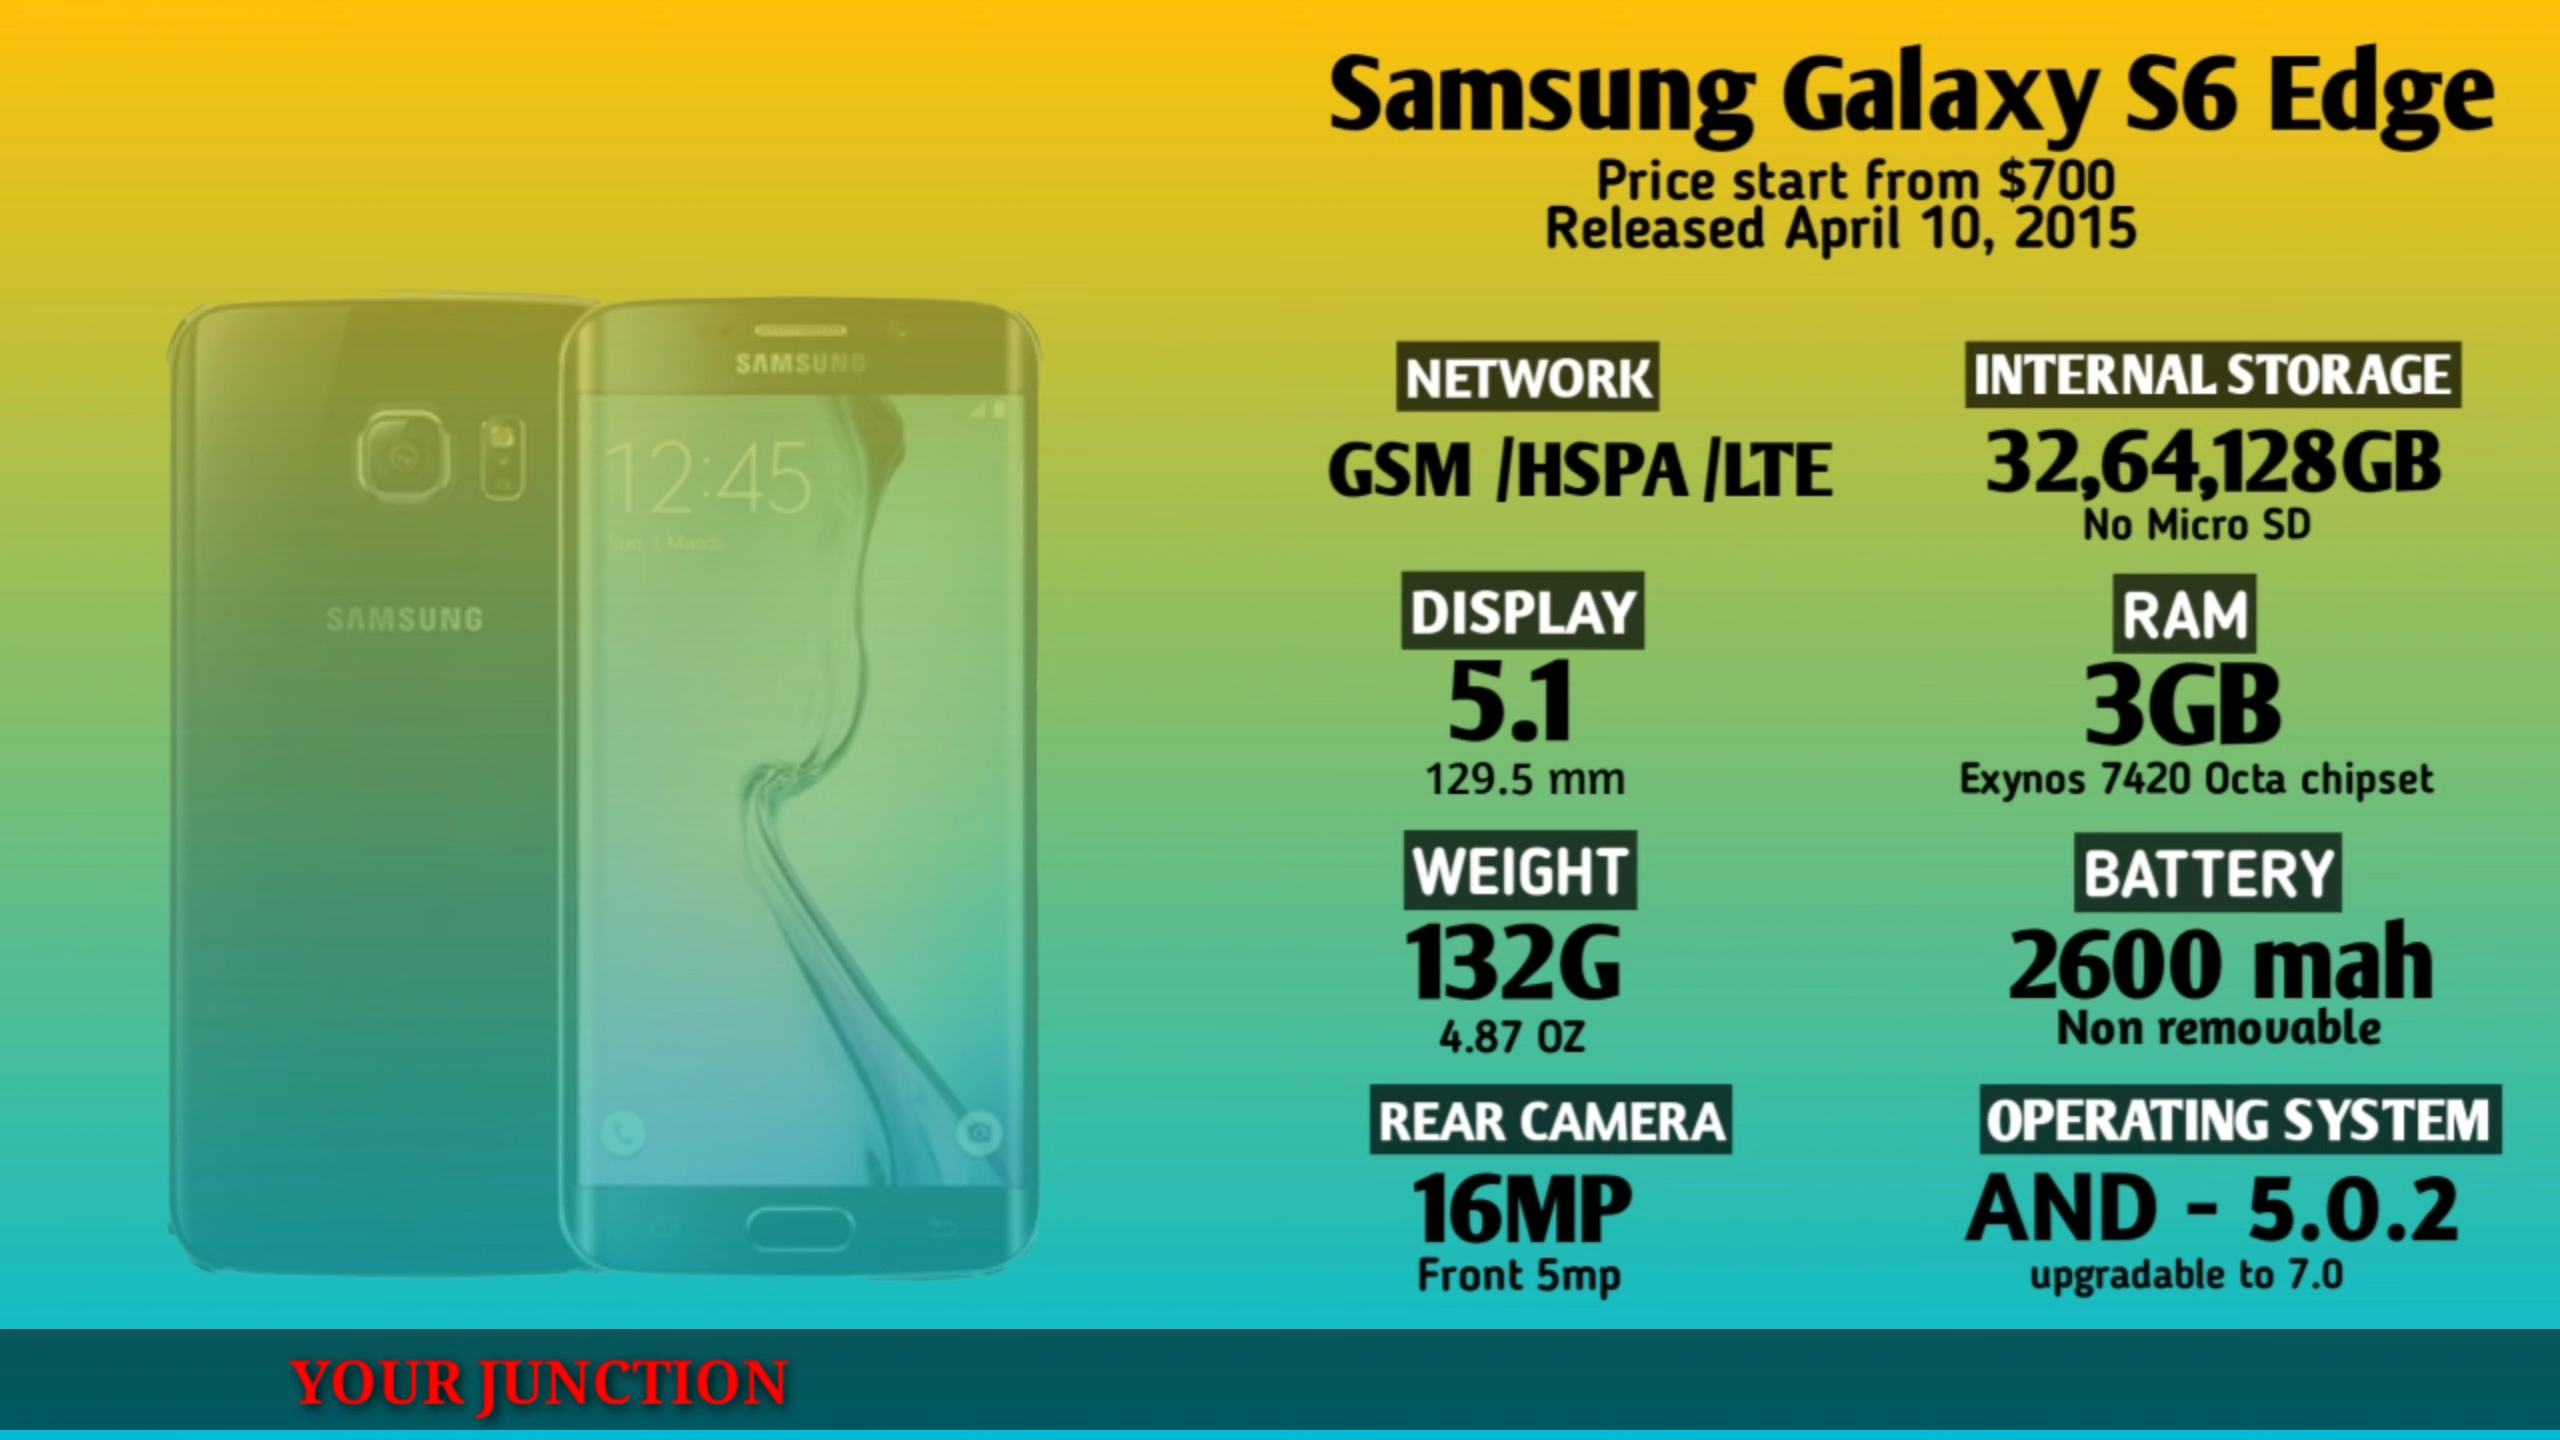 Samsung Galaxy S6 Edge
Price start from $700
Released April 10, 2015
SAMSUNG
12:45
Sun, 1 March
SAMSUNG
NETWORK
GSM /HSPA /LTE
INTERNAL STORAGE
32,64,128GB
No Micro SD
DISPLAY
5.1
129.5 mm
RAM
3GB
Exynos 7420 Octa chipset
WEIGHT
132G
4.87 OZ
BATTERY
2600 mah
Non removable
REAR CAMERA
16MP
Front 5mp
OPERATING SYSTEM
AND - 5.0.2
upgradable to 7.0
YOUR JUNCTION